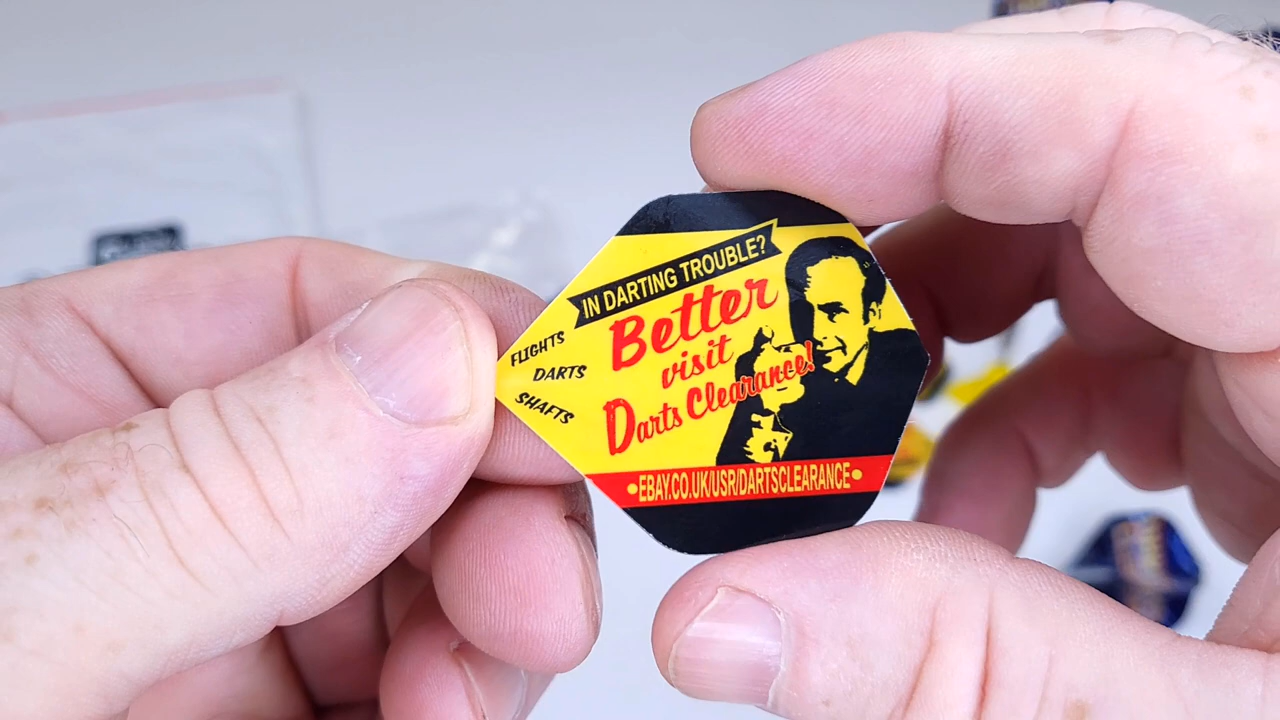 IN DARTING TROUBLE?
Better
visit
Darts Clearance!
FLIGHTS
DARTS
SHAFTS
•EBAY.CO.UK/USR/DARTSCLEARANCE•